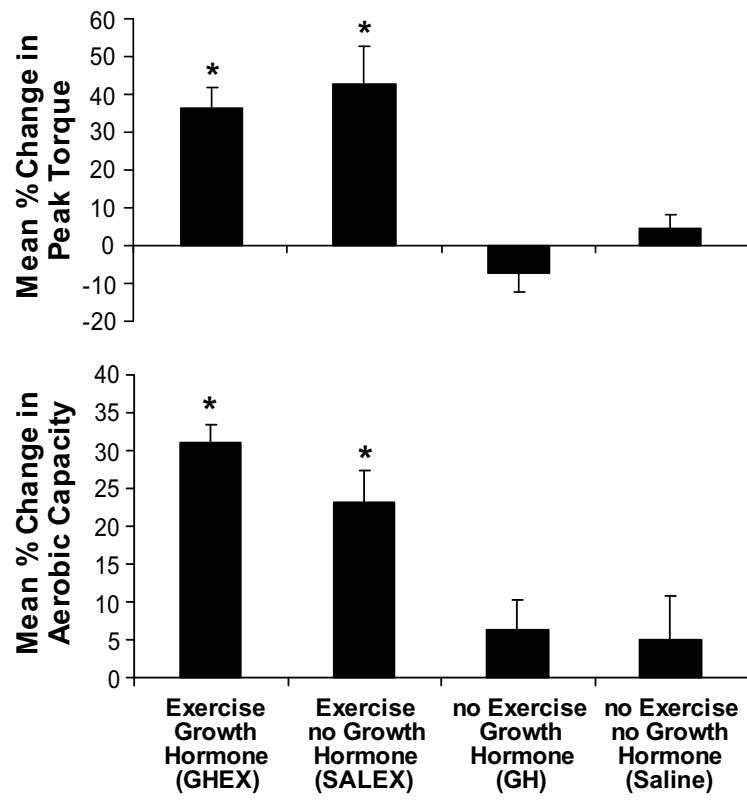 Mean % Change in
Peak Torque
60
50
40
30
20
10
0
-10
-20
*
*
Mean % Change in
Aerobic Capacity
40
35
30
25
20
15
10
5
0
*
*
Exercise
Growth
Hormone
(GHEX)
Exercise
no Growth
Hormone
(SALEX)
no Exercise
Growth
Hormone
(GH)
no Exercise
no Growth
Hormone
(Saline)